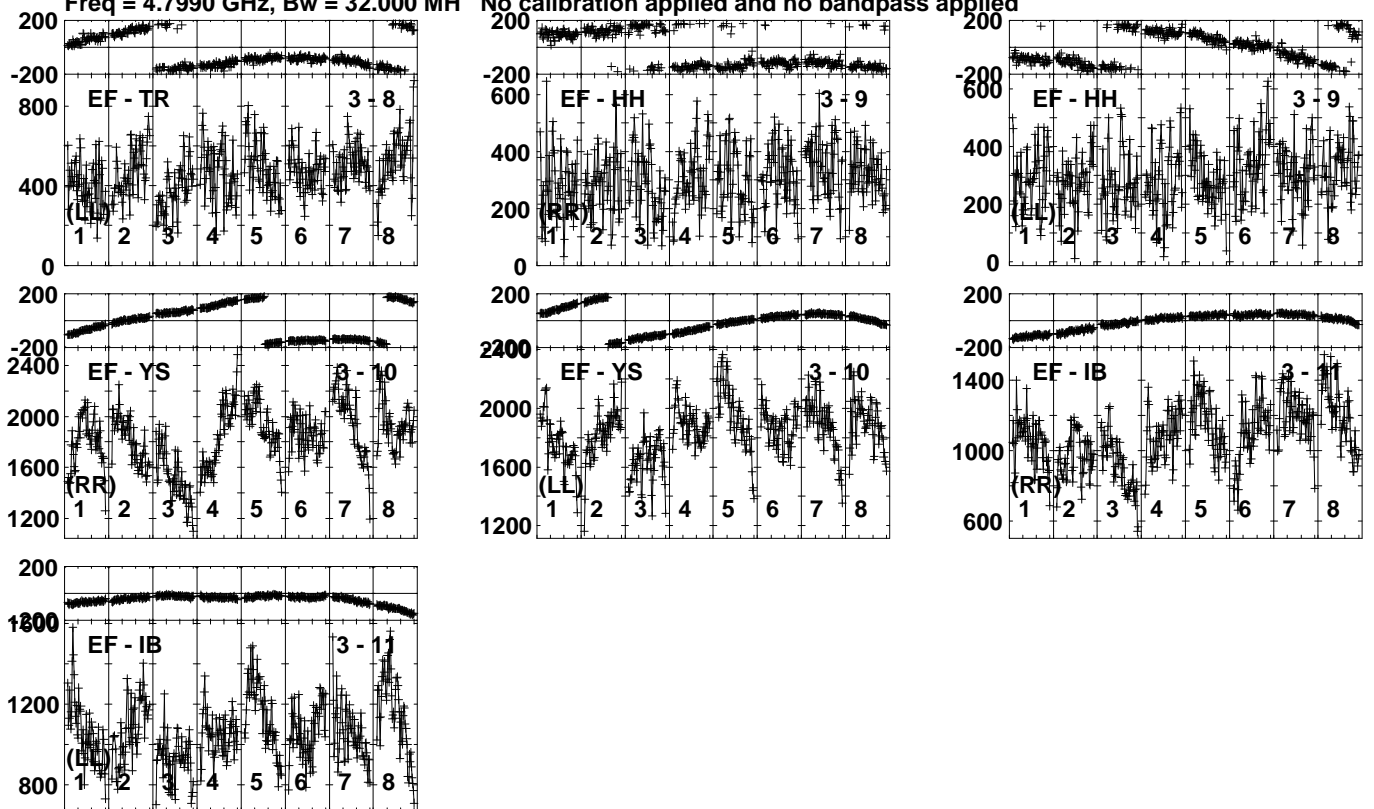 Freq = 4.7990 GHz, Bw = 32.000 MH No calibration applied and no bandpass applied
200 200 200
-200 -200 -200
EF - TR 3 - 8 EF - HH 3 - 9 EF - HH 3 - 9
800 600 600
400 400 400
(LL) 200 (RR) 200 (LL)
1 2 3 4 5 6 7 8 1 2 3 4 5 6 7 8 1 2 3 4 5 6 7 8
0 0 0
200 200 200
-200 -200
2400 EF - YS 3 - 10 2400 EF - YS 3 - 10 1400 EF - IB 3 - 11
2000 2000 1000
1600 (RR) 1600 (LL) (RR)
1 2 3 4 5 6 7 8 1 2 3 4 5 6 7 8 1 2 3 4 5 6 7 8
1200 1200 600
200
-200
1600 EF - IB 3 - 11
1200
(LL)
800 1 2 3 4 5 6 7 8